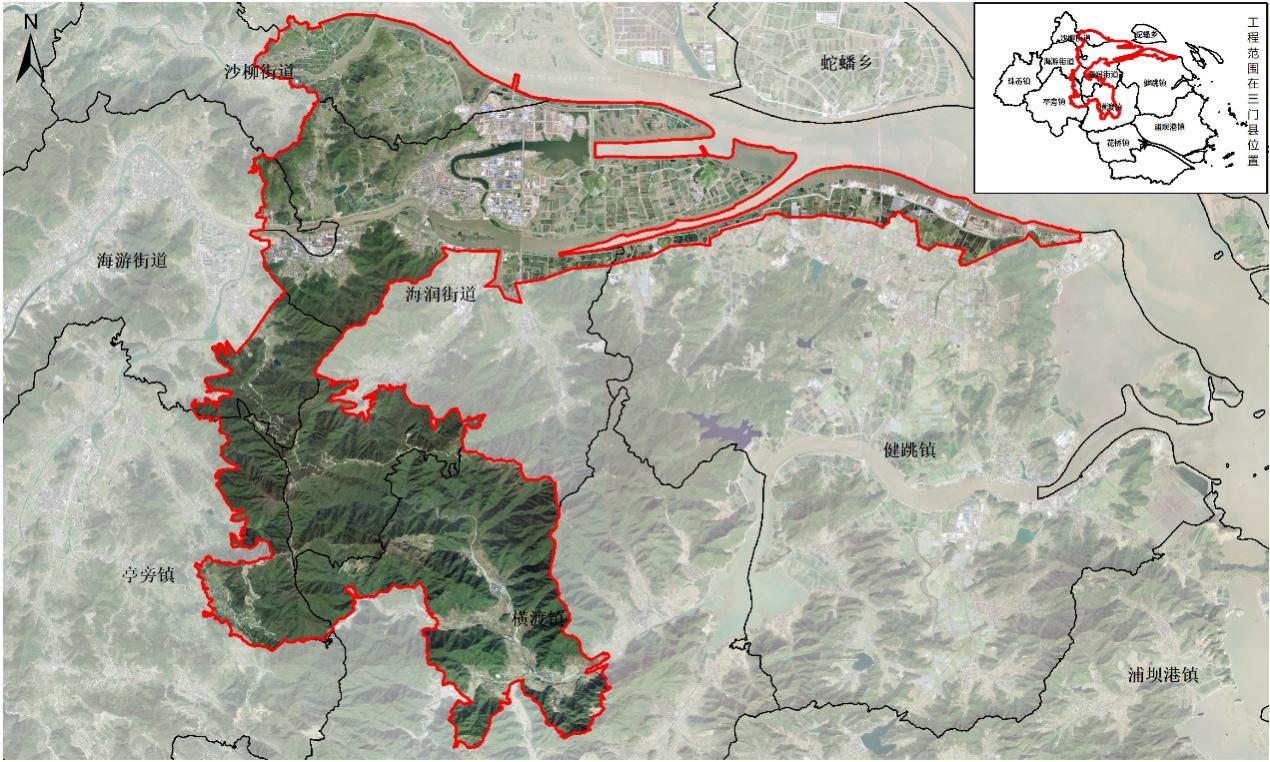 N
沙柳街道
蛇蟠乡
海游街道
海润街道
健跳镇
亭旁镇
横渡镇
浦坝港镇
工程范围在三门县位置
沙柳街道
蛇蟠乡
海游街道
珠岙镇
海润街道
健跳镇
亭旁镇
横渡镇
浦坝港镇
花桥镇